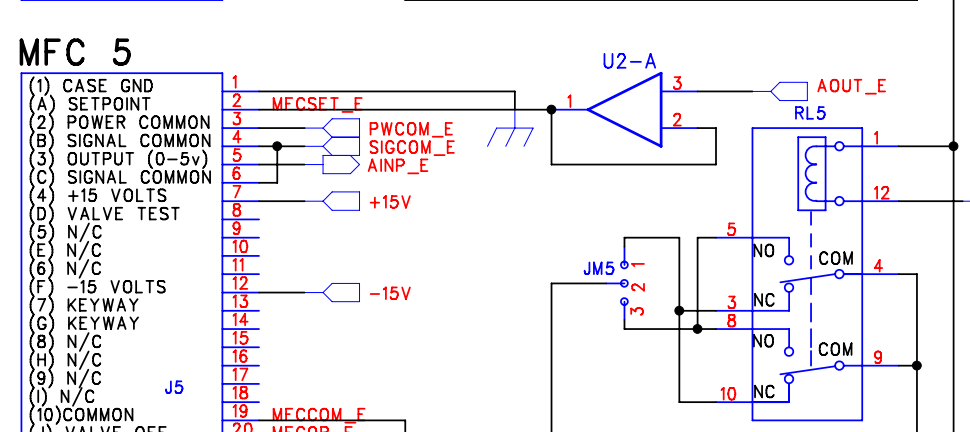 MFC 5
U2-A
(1) CASE GND 1
(A) SETPOINT 2 MFCSET_E
(2) POWER COMMON 3 PWCOM_E
(B) SIGNAL COMMON 4 SIGCOM_E
(3) OUTPUT (0-5v) 5 AINP_E
(C) SIGNAL COMMON 6
(4) +15 VOLTS 7 +15V
(D) VALVE TEST 8
(5) N/C 9
(E) N/C 10
(6) N/C 11
(F) -15 VOLTS 12 -15V
(7) KEYWAY 13
(G) KEYWAY 14
(8) N/C 15
(H) N/C 16
(9) N/C 17
(I) N/C 18
J5
(10)COMMON 19 MFCCOM_E
VALVE OFF 20
1 3 AOUT_E
2
RL5
1
12
JM5 1
2
3
5 NO COM 4
3 NC
8 NO COM 9
10 NC